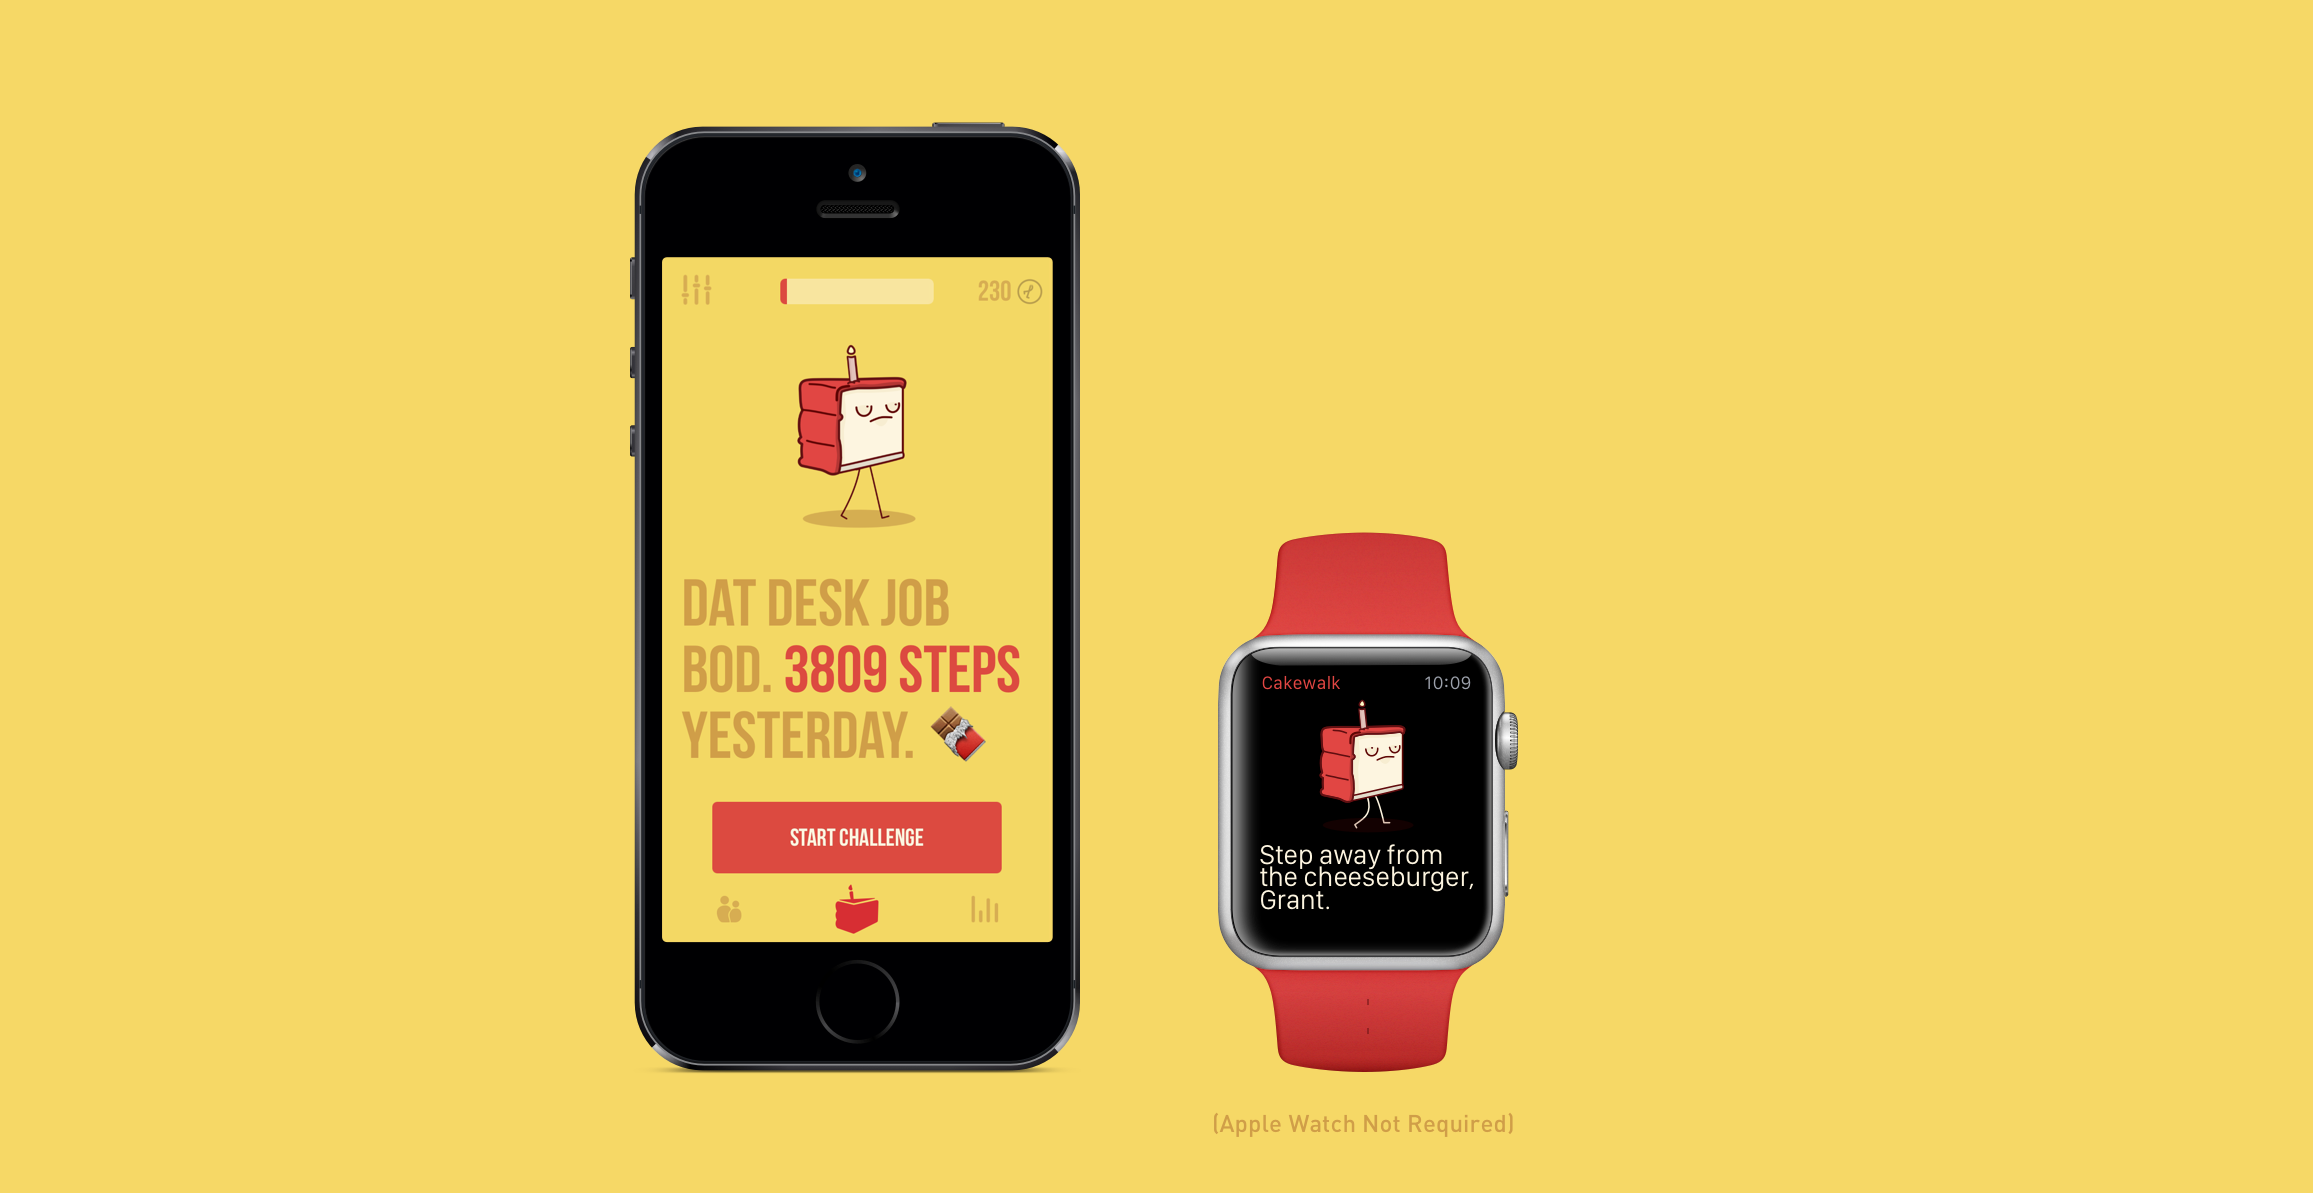 230
DAT DESK JOB
BOD. 3809 STEPS
YESTERDAY.
START CHALLENGE
Cakewalk 10:09
Step away from
the cheeseburger,
Grant.
(Apple Watch Not Required)